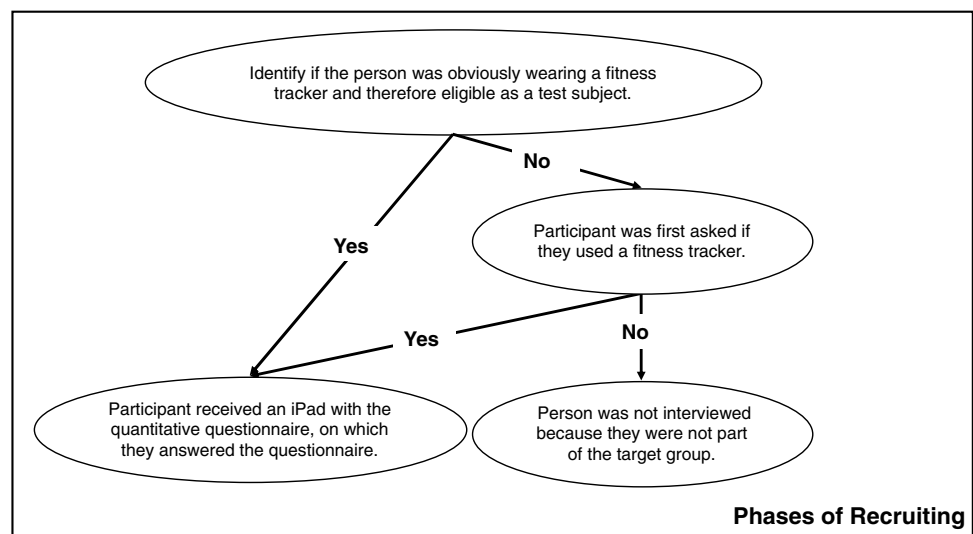 Identify if the person was obviously wearing a fitness
tracker and therefore eligible as a test subject.
No
Participant was first asked if
they used a fitness tracker.
Yes
Yes
No
Participant received an iPad with the
quantitative questionnaire, on which
they answered the questionnaire.
Person was not interviewed
because they were not part
of the target group.
Phases of Recruiting